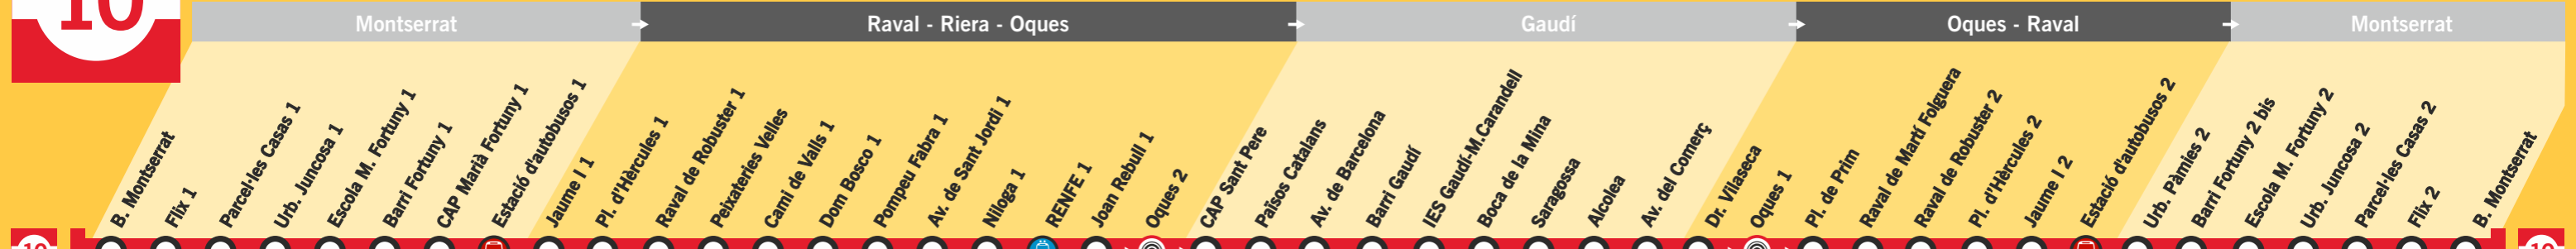 10
Montserrat
Raval - Riera - Oques
Gaudí
Oques - Raval
Montserrat
B. Montserrat
Flix 1
Parcel·les Casas 1
Urb. Juncosa 1
Escola M. Fortuny 1
Barri Fortuny 1
CAP Marià Fortuny 1
Estació d'autobusos 1
Jaume I 1
Pl. d'Hèrcules 1
Raval de Robuster 1
Peixateries Velles
Camí de Valls 1
Dom Bosco 1
Pompeu Fabra 1
Av. de Sant Jordi 1
Niloga 1
RENFE 1
Joan Rebull 1
Oques 2
CAP Sant Pere
Països Catalans
Av. de Barcelona
Barri Gaudí
IES Gaudí-M.Carandell
Boca de la Mina
Saragossa
Alcolea
Av. del Comerç
Dr. Vilaseca
Oques 1
Pl. de Prim
Raval de Martí Folguera
Raval de Robuster 2
Pl. d'Hèrcules 2
Jaume I 2
Estació d'autobusos 2
Urb. Pàmies 2
Barri Fortuny 2 bis
Escola M. Fortuny 2
Urb. Juncosa 2
Parcel·les Casas 2
Flix 2
B. Montserrat
10
10